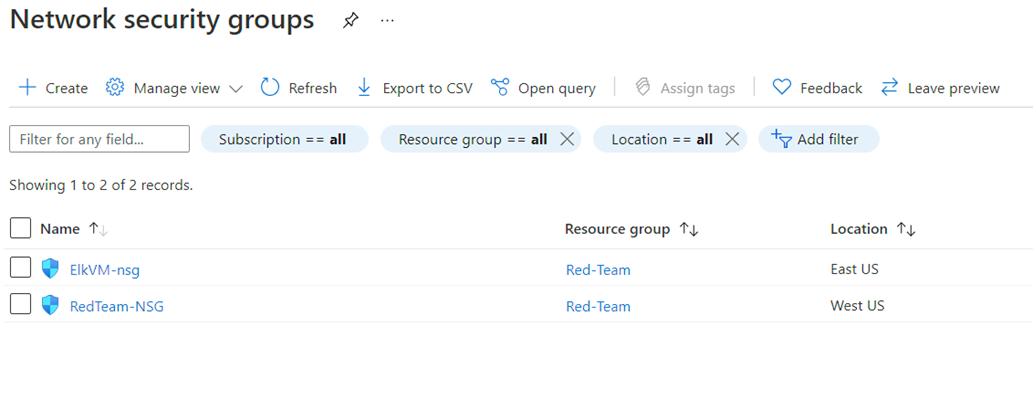 Network security groups ...
Create Manage view Refresh Export to CSV Open query Assign tags Feedback Leave preview
Filter for any field... Subscription == all Resource group == all Location == all Add filter
Showing 1 to 2 of 2 records.
Name Resource group Location
ElkVM-nsg Red-Team East US
RedTeam-NSG Red-Team West US